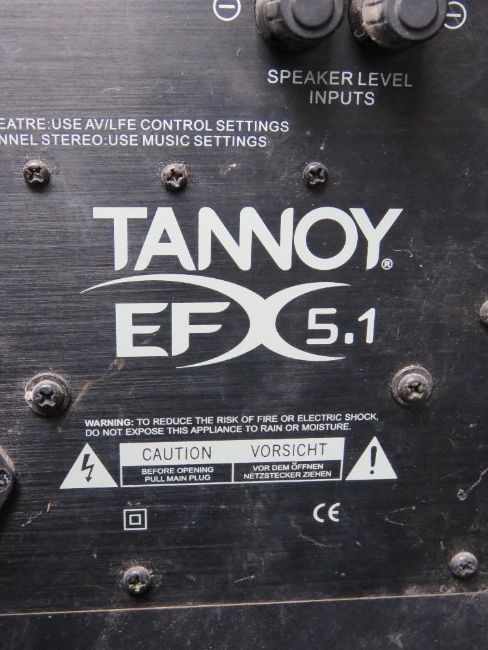 SPEAKER LEVEL
INPUTS
EATRE:USE AV/LFE CONTROL SETTINGS
NNEL STEREO:USE MUSIC SETTINGS
TANNOY®
EFX 5.1
WARNING: TO REDUCE THE RISK OF FIRE OR ELECTRIC SHOCK,
DO NOT EXPOSE THIS APPLIANCE TO RAIN OR MOISTURE.
CAUTION VORSICHT
BEFORE OPENING VOR DEM ÖFFNEN
PULL MAIN PLUG NETZSTECKER ZIEHEN
CE